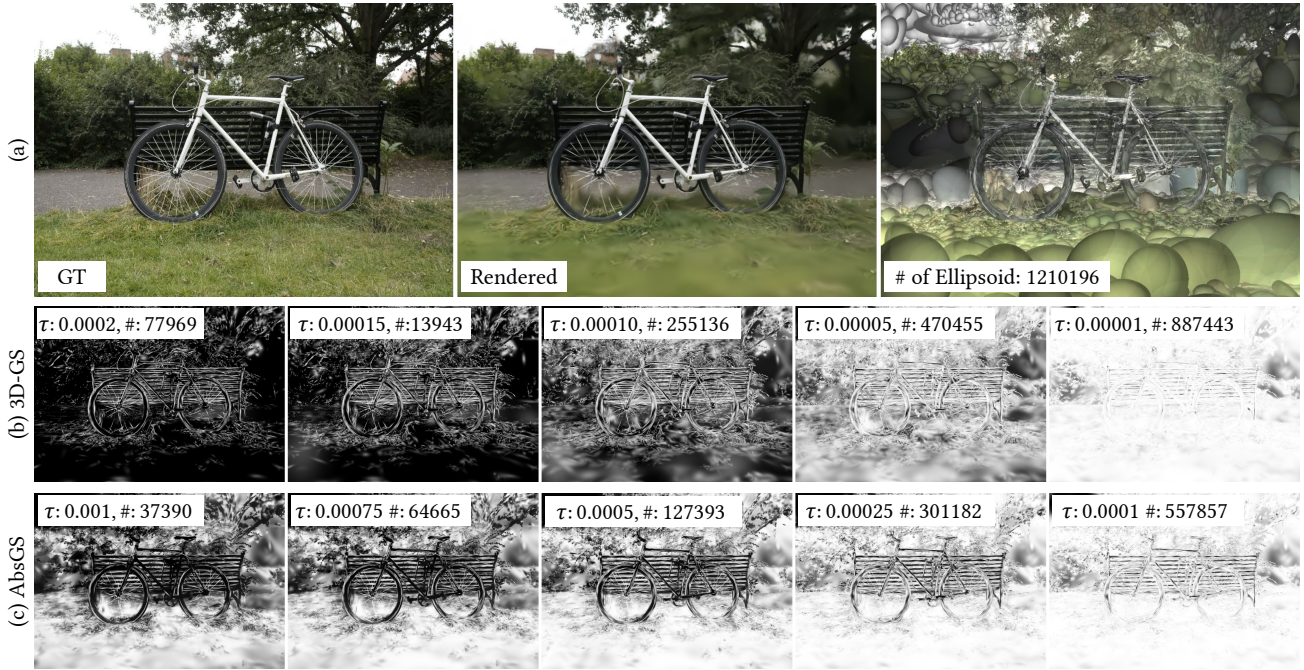 (a)
GT
Rendered
# of Ellipsoid: 1210196
(b) 3D-GS
τ: 0.0002, #: 77969
τ: 0.00015, #:13943
τ: 0.00010, #: 255136
τ: 0.00005, #: 470455
τ: 0.00001, #: 887443
(c) AbsGS
τ: 0.001, #: 37390
τ: 0.00075 #: 64665
τ: 0.0005, #: 127393
τ: 0.00025 #: 301182
τ: 0.0001 #: 557857